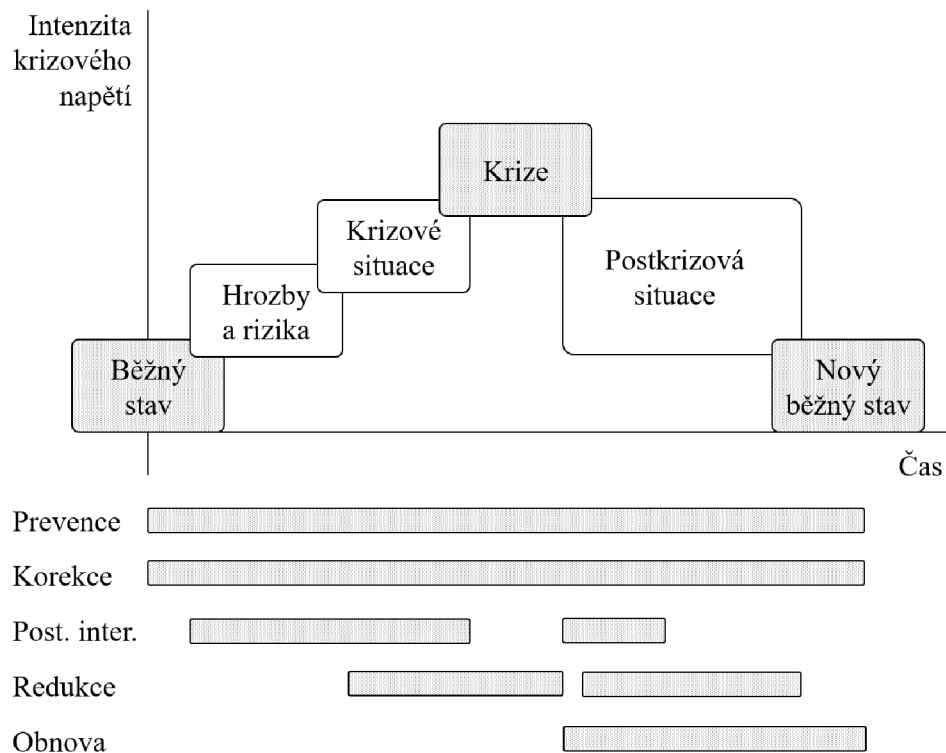 Intenzita
krizového
napětí
Krize
Krizové
situace
Postkrizová
situace
Hrozby
a rizika
Běžný
stav
Nový
běžný stav
Čas
Prevence
Korekce
Post. inter.
Redukce
Obnova